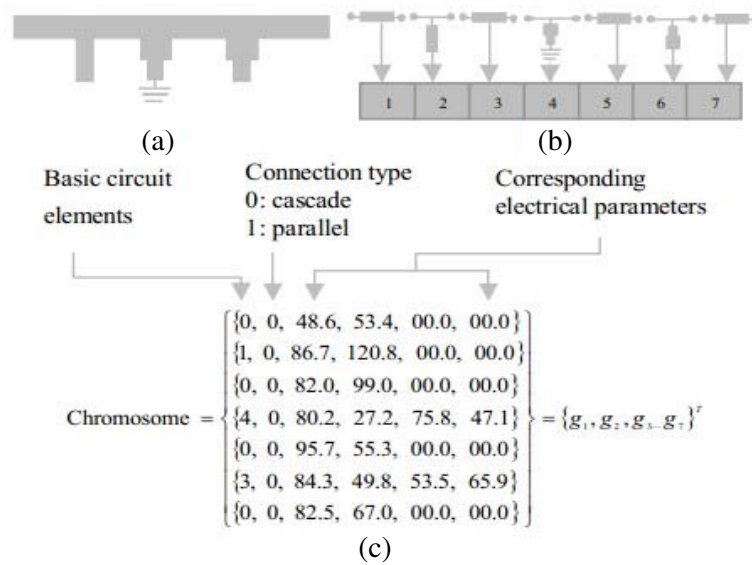 1 2 3 4 5 6 7
(a) (b)
Basic circuit
elements
Connection type
0: cascade
1: parallel
Corresponding
electrical parameters
{0, 0, 48.6, 53.4, 00.0, 00.0}
{1, 0, 86.7, 120.8, 00.0, 00.0}
{0, 0, 82.0, 99.0, 00.0, 00.0}
Chromosome = {4, 0, 80.2, 27.2, 75.8, 47.1} = {g₁, g₂, g₃...g₇}ᵀ
{0, 0, 95.7, 55.3, 00.0, 00.0}
{3, 0, 84.3, 49.8, 53.5, 65.9}
{0, 0, 82.5, 67.0, 00.0, 00.0}
(c)